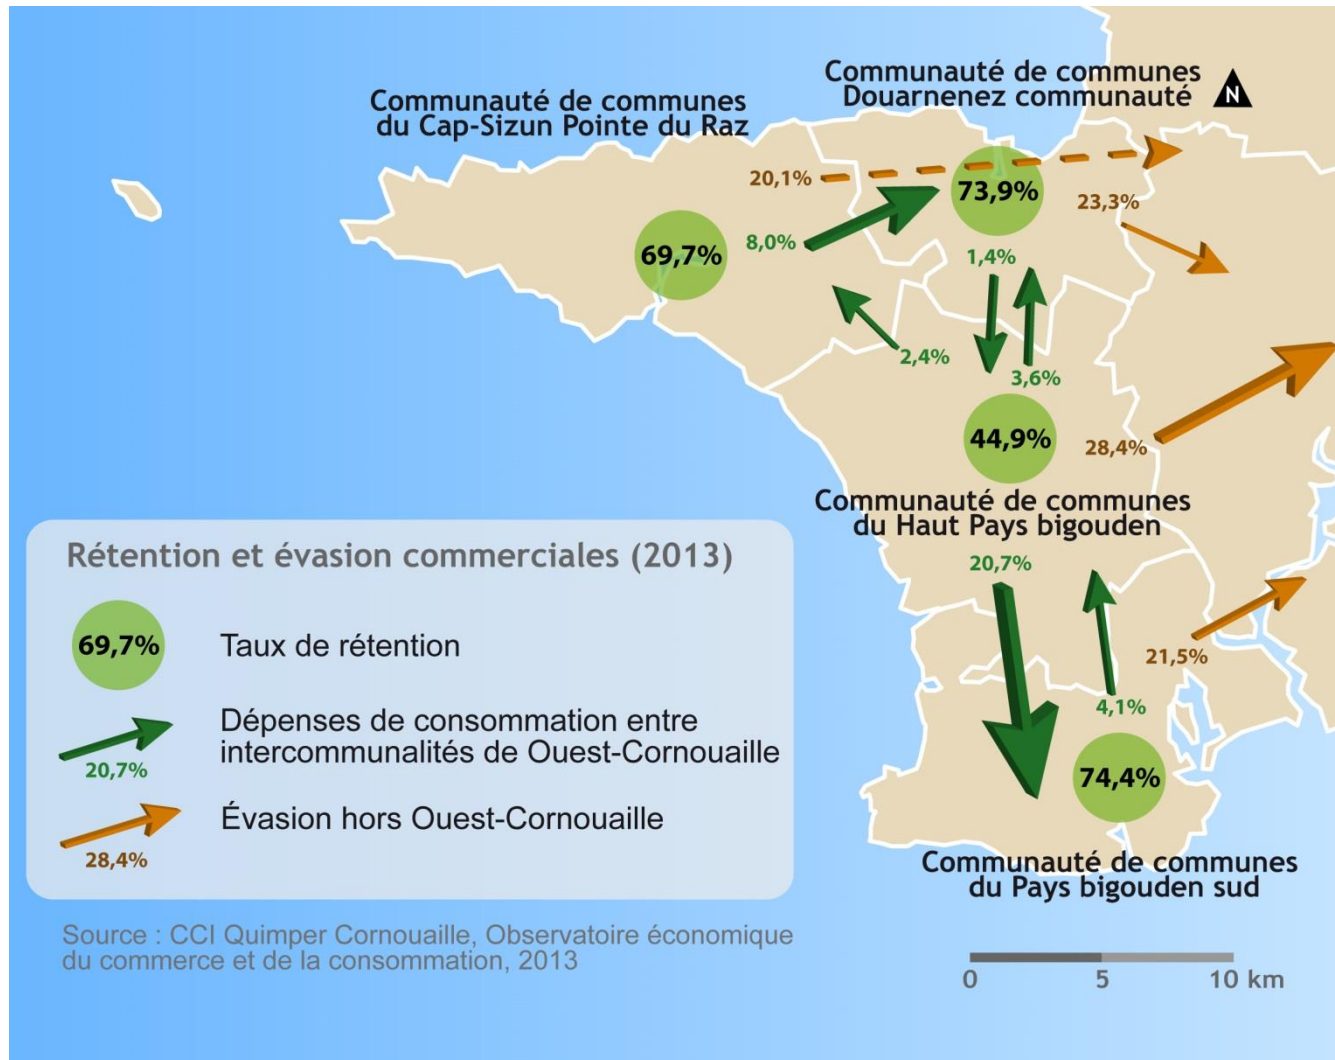 Communauté de communes
Douarnenez communauté
N
Communauté de communes
du Cap-Sizun Pointe du Raz
20,1%
73,9%
23,3%
69,7%
8,0%
1,4%
2,4%
3,6%
44,9%
28,4%
Communauté de communes
du Haut Pays bigouden
20,7%
21,5%
4,1%
74,4%
Communauté de communes
du Pays bigouden sud
Rétention et évasion commerciales (2013)
69,7%
Taux de rétention
Dépenses de consommation entre
intercommunalités de Ouest-Cornouaille
20,7%
Évasion hors Ouest-Cornouaille
28,4%
Source : CCI Quimper Cornouaille, Observatoire économique
du commerce et de la consommation, 2013
0 5 10 km